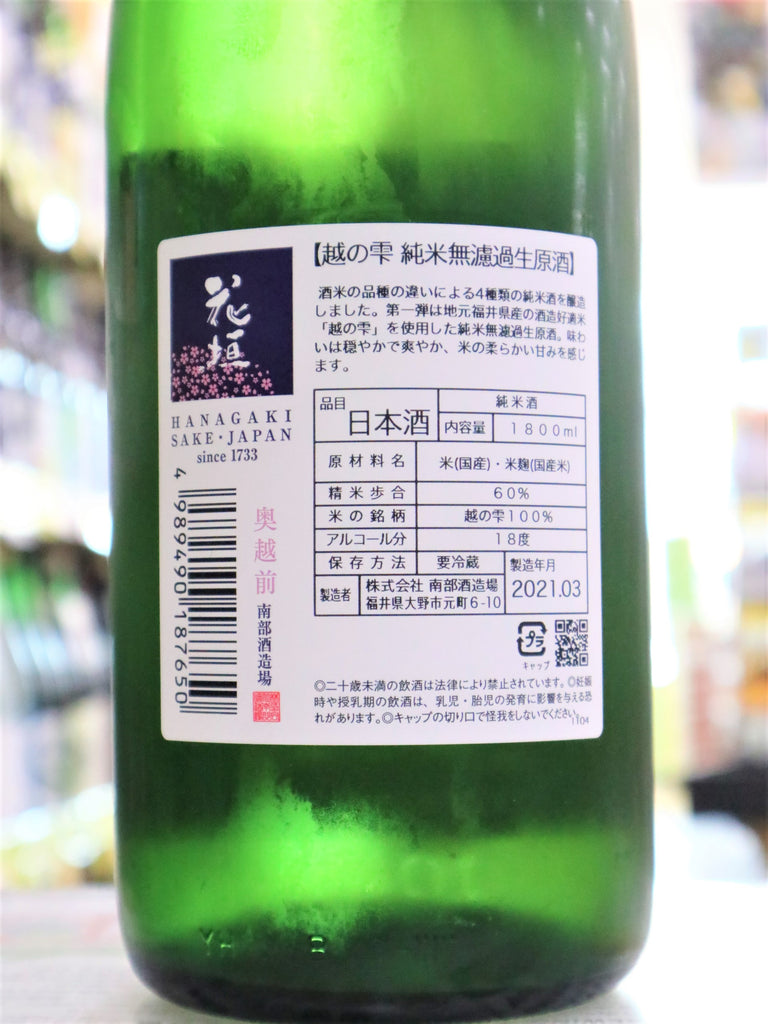 【越の雫 純米無濾過生原酒】
酒米の品種の違いによる4種類の純米酒を醸造
しました。第一弾は地元福井県産の酒造好適米
「越の雫」を使用した純米無濾過生原酒。味わ
いは穏やかで爽やか、米の柔らかい甘みを感じ
ます。
花垣
HANAGAKI
SAKE・JAPAN
since 1733
品目 日本酒
純米酒
内容量 1800ml
原材料名 米(国産)・米麹(国産米)
精米歩合 60%
米の銘柄 越の雫100%
アルコール分 18度
保存方法 要冷蔵
製造年月 2021.03
製造者 株式会社 南部酒造場
福井県大野市元町6-10
4 989490 187650
奥越前
南部酒造場
プラ
キャップ
◎二十歳未満の飲酒は法律により禁止されています。◎妊娠
時や授乳期の飲酒は、乳児・胎児の発育に影響を与える恐
れがあります。◎キャップの切り口で怪我をしないでください。
1104